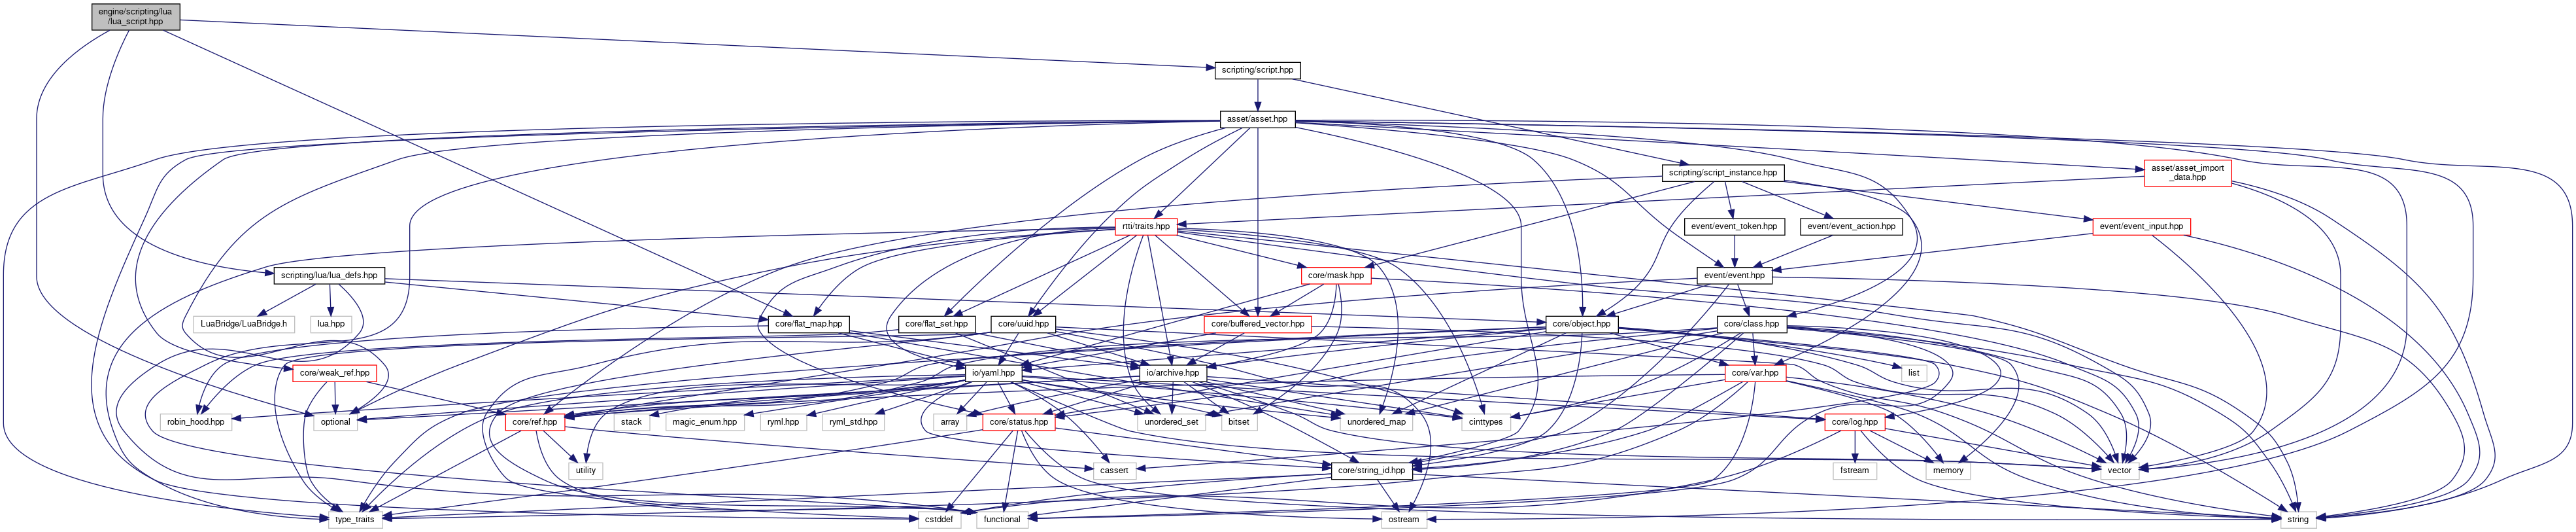 engine/scripting/lua
/lua_script.hpp
scripting/script.hpp
asset/asset.hpp
scripting/script_instance.hpp
asset/asset_import
_data.hpp
rtti/traits.hpp
event/event_token.hpp
event/event_action.hpp
event/event_input.hpp
scripting/lua/lua_defs.hpp
core/mask.hpp
event/event.hpp
LuaBridge/LuaBridge.h
lua.hpp
core/flat_map.hpp
core/flat_set.hpp
core/uuid.hpp
core/buffered_vector.hpp
core/object.hpp
core/class.hpp
core/weak_ref.hpp
io/yaml.hpp
io/archive.hpp
core/var.hpp
list
robin_hood.hpp
optional
core/ref.hpp
stack
magic_enum.hpp
ryml.hpp
ryml_std.hpp
array
core/status.hpp
unordered_set
bitset
unordered_map
cinttypes
core/log.hpp
utility
cassert
core/string_id.hpp
fstream
memory
vector
type_traits
cstddef
functional
ostream
string